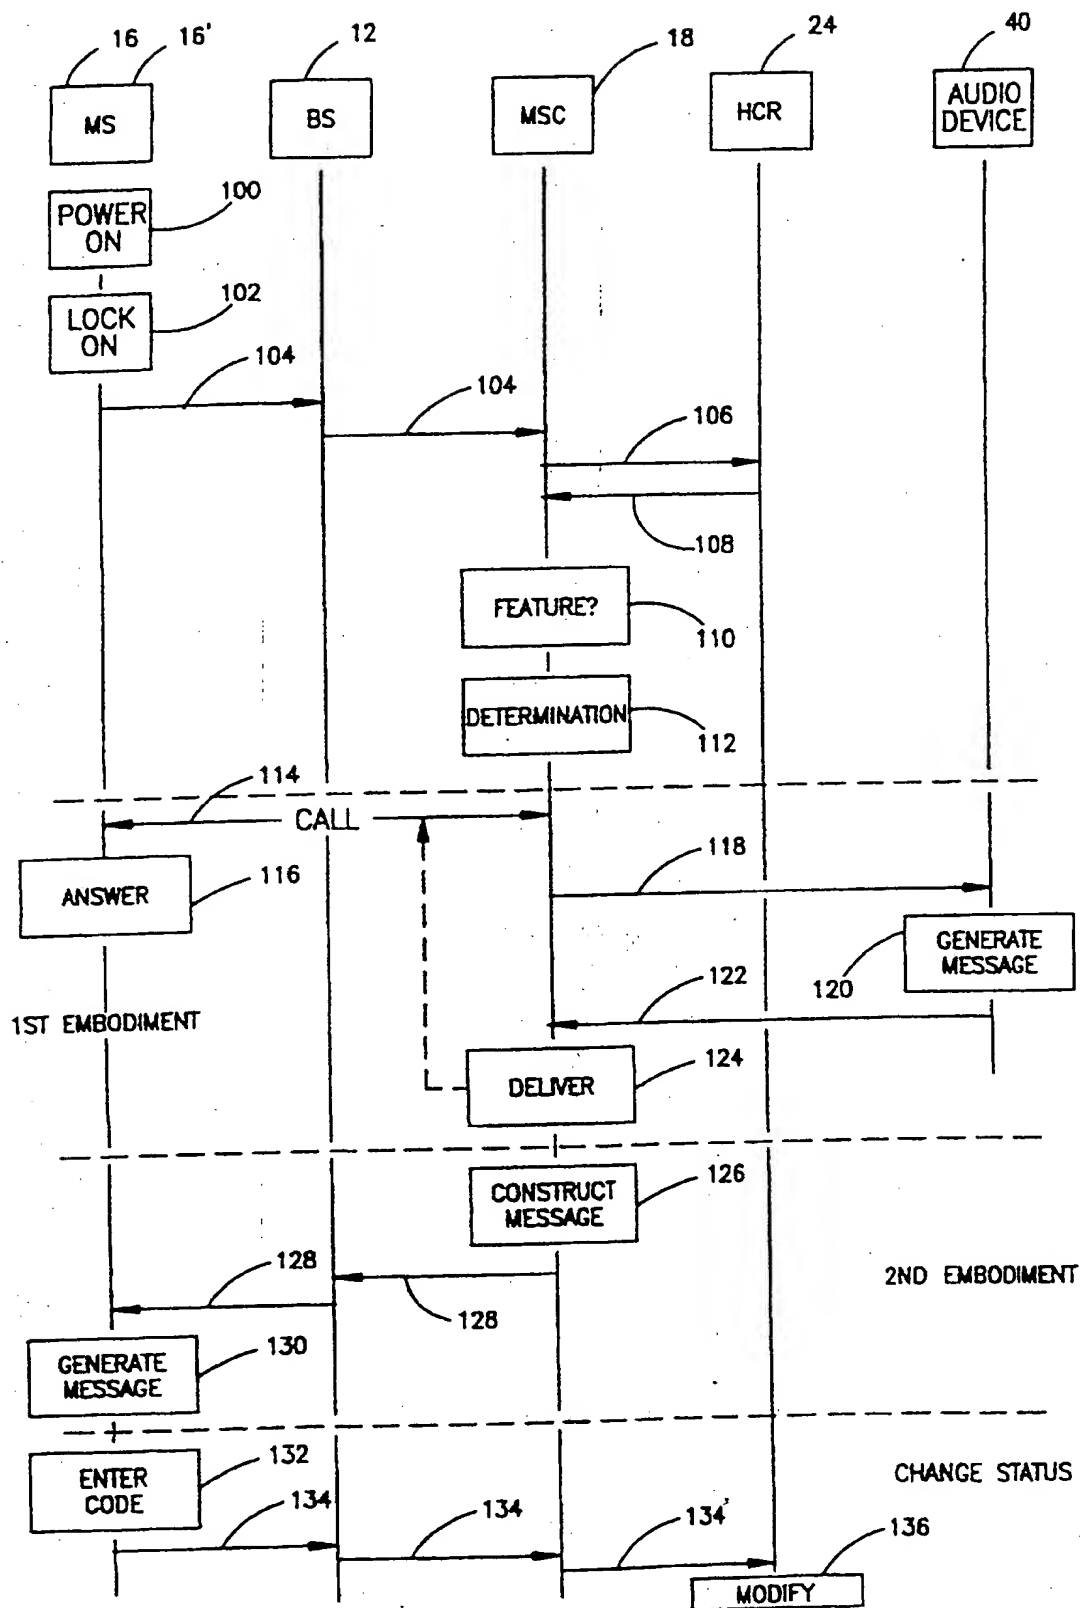 16 16' 12 18 24 40
MS BS MSC HCR AUDIO
DEVICE
100
POWER
ON
102
LOCK
ON
104
104
106
108
FEATURE?
110
DETERMINATION
112
114
CALL
118
ANSWER
116
GENERATE
MESSAGE
120
122
1ST EMBODIMENT
DELIVER
124
126
CONSTRUCT
MESSAGE
128
128
2ND EMBODIMENT
GENERATE
MESSAGE
130
132
ENTER
CODE
CHANGE STATUS
134
134
134'
136
MODIFY